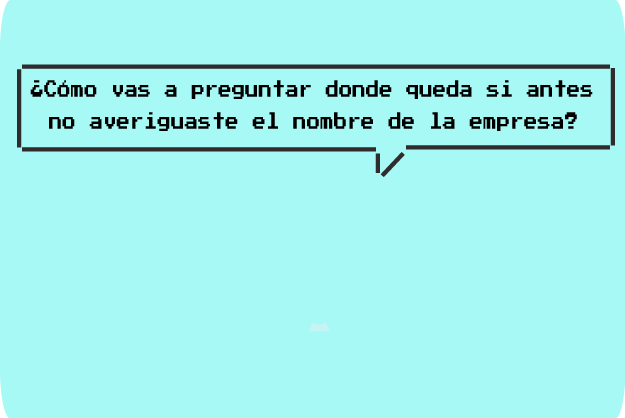 ¿Cómo vas a preguntar donde queda si antes
no averiguaste el nombre de la empresa?